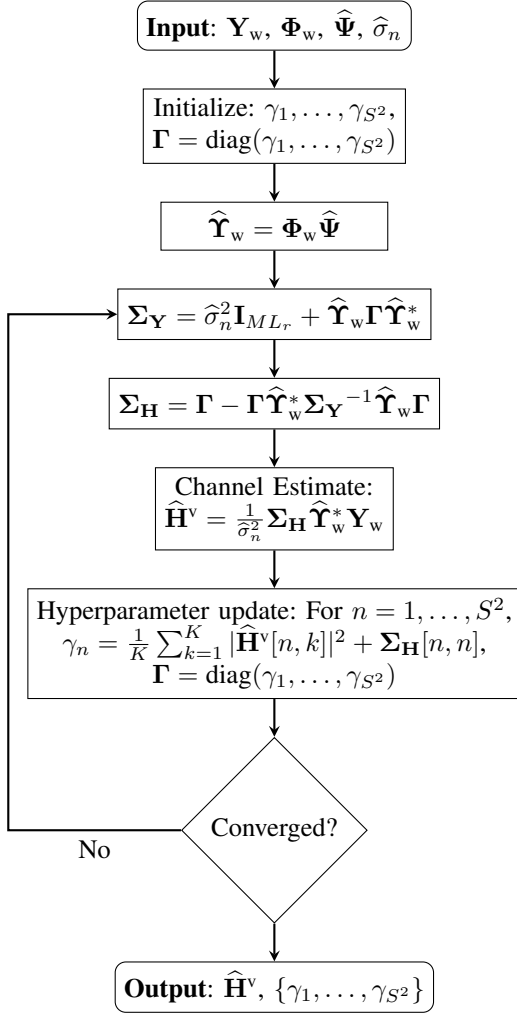 Input: Y_w, Φ_w, Ψ̂, σ̂_n
Initialize: γ_1, …, γ_{S^2},
Γ = diag(γ_1, …, γ_{S^2})
Υ̂_w = Φ_w Ψ̂
Σ_Y = σ̂_n^2 I_{ML_r} + Υ̂_w Γ Υ̂_w^*
Σ_H = Γ − Γ Υ̂_w^* Σ_Y^{−1} Υ̂_w Γ
Channel Estimate:
Ĥ^v = \frac{1}{σ̂_n^2} Σ_H Υ̂_w^* Y_w
Hyperparameter update: For n = 1, …, S^2,
γ_n = \frac{1}{K} ∑_{k=1}^{K} |Ĥ^v[n, k]|^2 + Σ_H[n, n],
Γ = diag(γ_1, …, γ_{S^2})
Converged?
No
Output: Ĥ^v, {γ_1, …, γ_{S^2}}